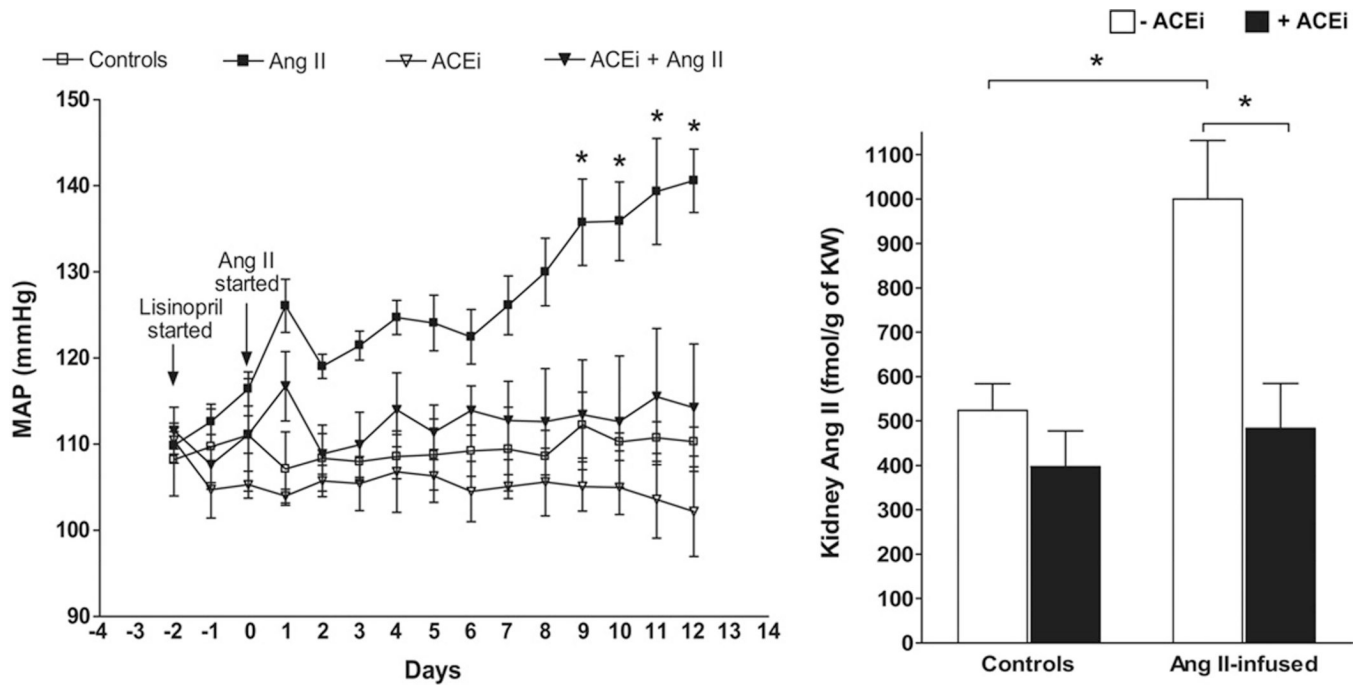 - ACEi + ACEi
Controls Ang II ACEi ACEi + Ang II
150
140
130
120
110
100
90
MAP (mmHg)
Lisinopril
started
Ang II
started
* * * *
-4 -3 -2 -1 0 1 2 3 4 5 6 7 8 9 10 11 12 13 14
Days
* *
1100
1000
900
800
700
600
500
400
300
200
100
0
Kidney Ang II (fmol/g of KW)
Controls Ang II-infused